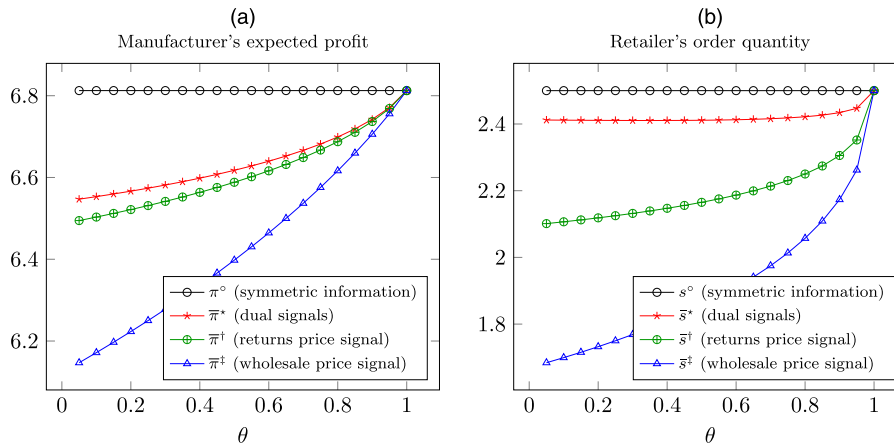 (a)
Manufacturer's expected profit
6.8
6.6
6.4
6.2
π° (symmetric information)
π̅⋆ (dual signals)
π̅† (returns price signal)
π̅‡ (wholesale price signal)
0 0.2 0.4 0.6 0.8 1
θ
(b)
Retailer's order quantity
2.4
2.2
2
1.8
s° (symmetric information)
s̅⋆ (dual signals)
s̅† (returns price signal)
s̅‡ (wholesale price signal)
0 0.2 0.4 0.6 0.8 1
θ